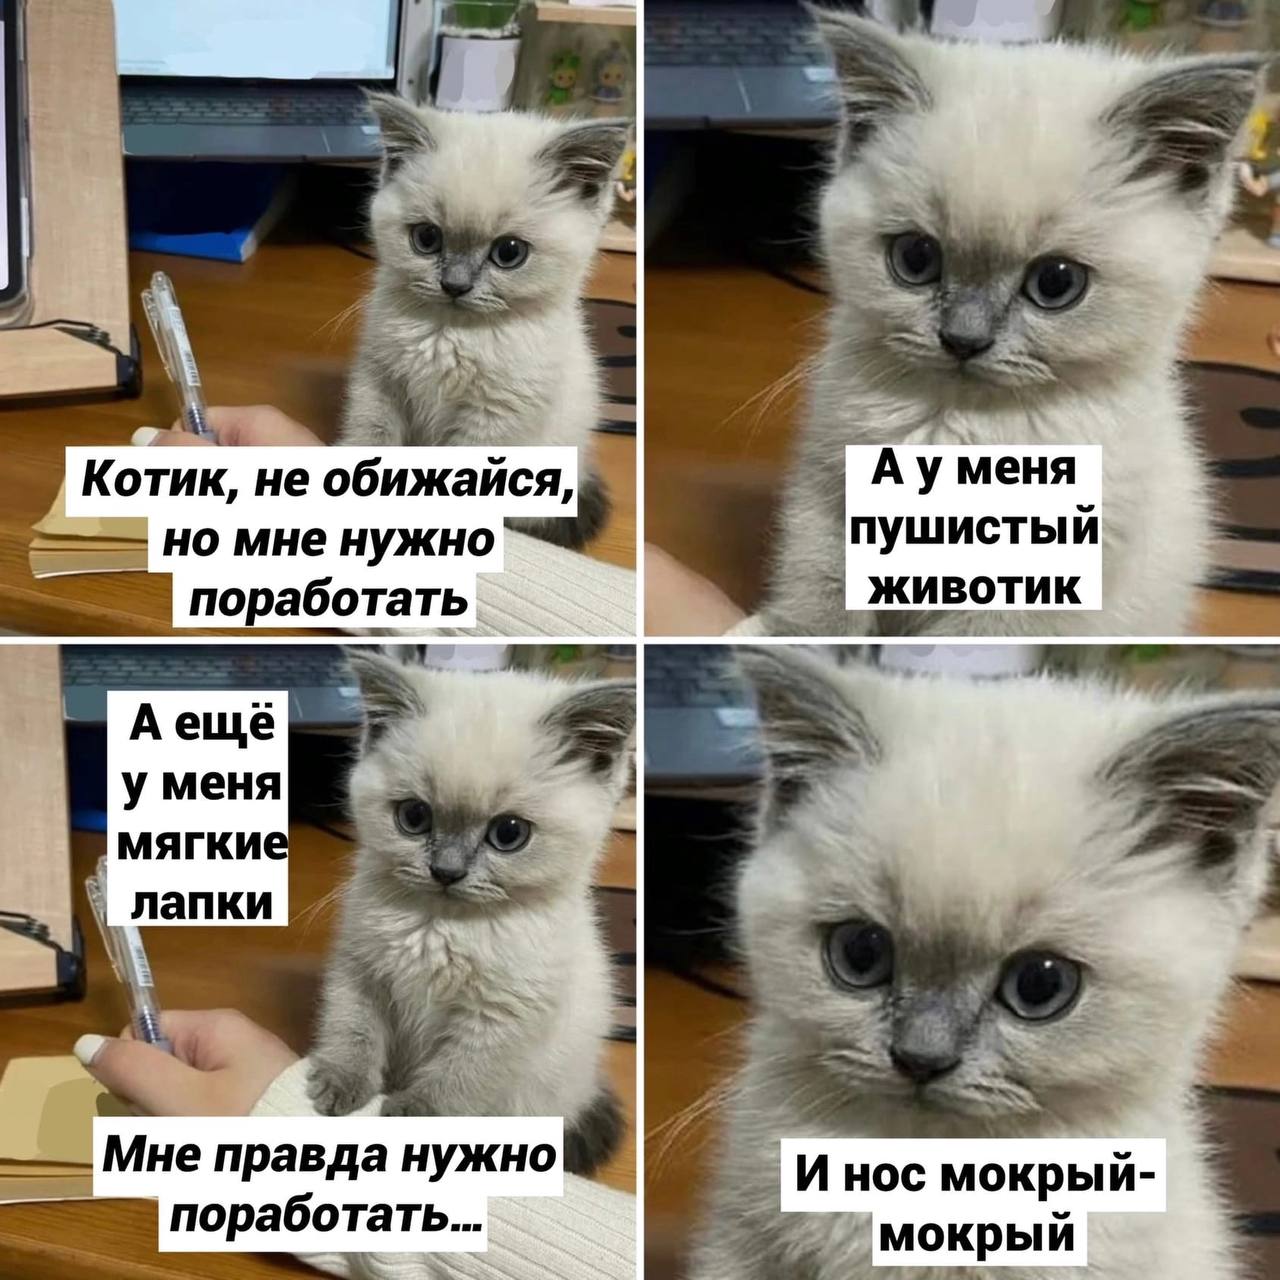 Котик, не обижайся,
но мне нужно
поработать
А у меня
пушистый
животик
А ещё
у меня
мягкие
лапки
Мне правда нужно
поработать...
И нос мокрый-
мокрый